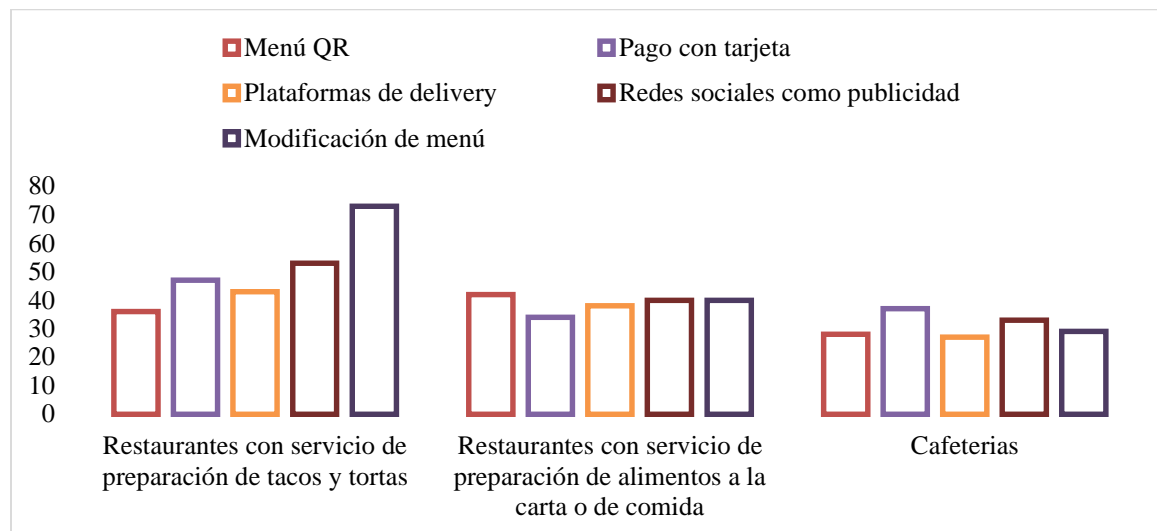 Menú QR
Pago con tarjeta
Plataformas de delivery
Redes sociales como publicidad
Modificación de menú
80
70
60
50
40
30
20
10
0
Restaurantes con servicio de
preparación de tacos y tortas
Restaurantes con servicio de
preparación de alimentos a la
carta o de comida
Cafeterias